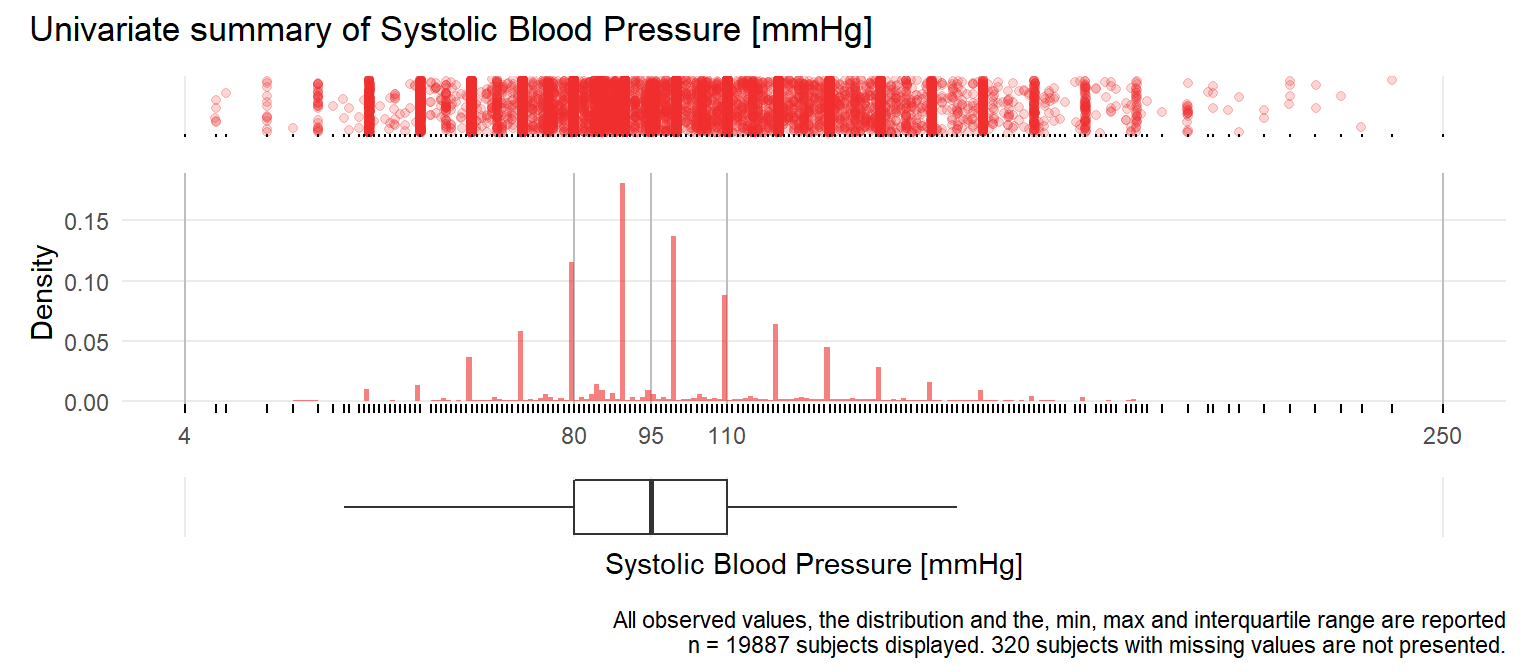 Univariate summary of Systolic Blood Pressure [mmHg]
0.15
0.10
0.05
0.00
Density
4 80 95 110 250
Systolic Blood Pressure [mmHg]
All observed values, the distribution and the, min, max and interquartile range are reported
n = 19887 subjects displayed. 320 subjects with missing values are not presented.